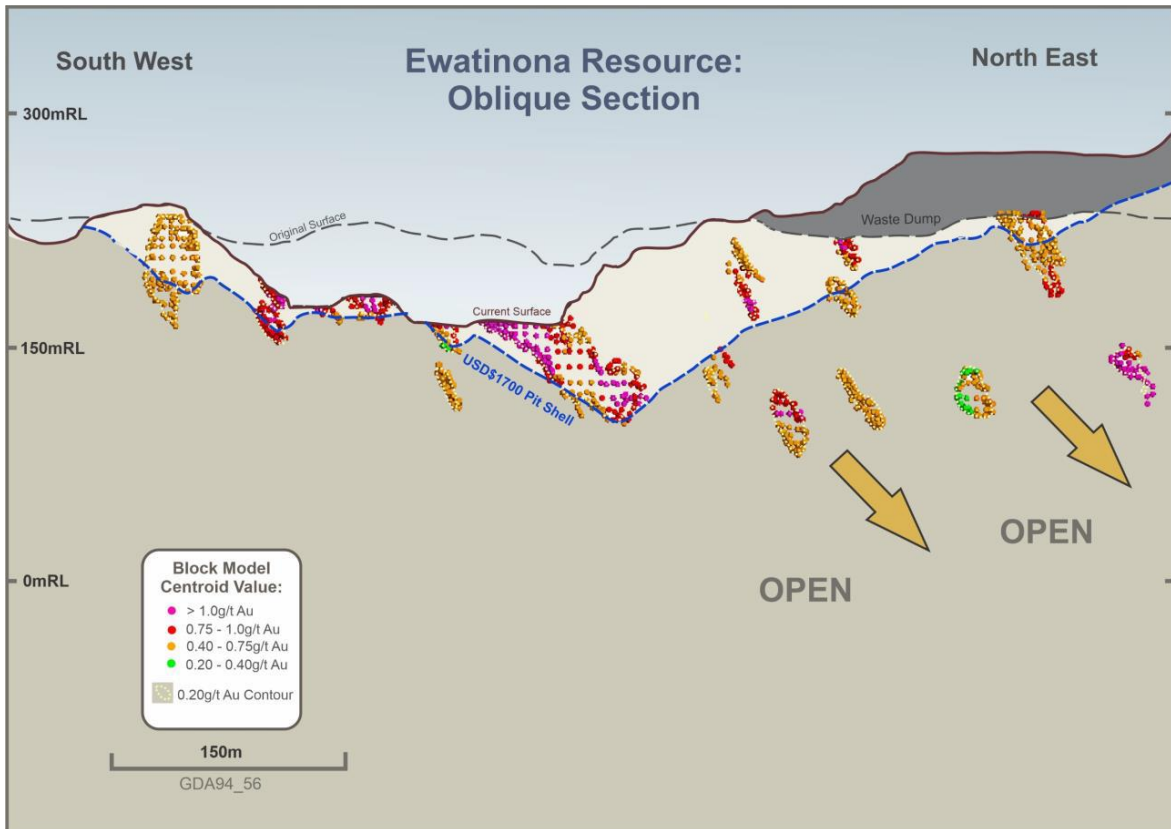 South West
Ewatinona Resource:
Oblique Section
North East
300mRL
Original Surface
Waste Dump
Current Surface
150mRL
USD$1700 Pit Shell
OPEN
OPEN
0mRL
Block Model
Centroid Value:
> 1.0g/t Au
0.75 - 1.0g/t Au
0.40 - 0.75g/t Au
0.20 - 0.40g/t Au
0.20g/t Au Contour
150m
GDA94_56